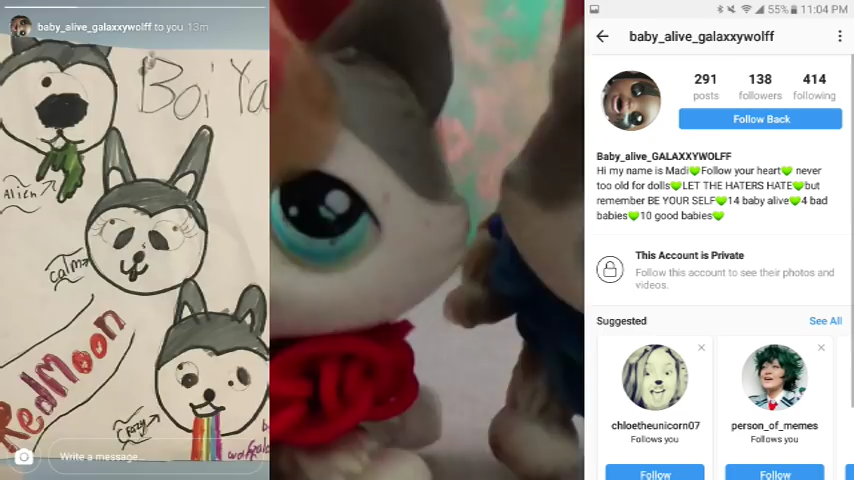 baby_alive_galaxxywolff to you 13m
Boi Ya
Alien
calm
RedMoon
crazy
Write a message...
55% 11:04 PM
baby_alive_galaxxywolff
291 138 414
posts followers following
Follow Back
Baby_alive_GALAXXYWOLFF
Hi my name is Madi💚Follow your heart💚 never
too old for dolls💚LET THE HATERS HATE💚but
remember BE YOUR SELF💚14 baby alive💚4 bad
babies💚10 good babies💚
This Account is Private
Follow this account to see their photos and
videos.
Suggested See All
chloetheunicorn07 person_of_memes
Follows you Follows you
Follow Follow